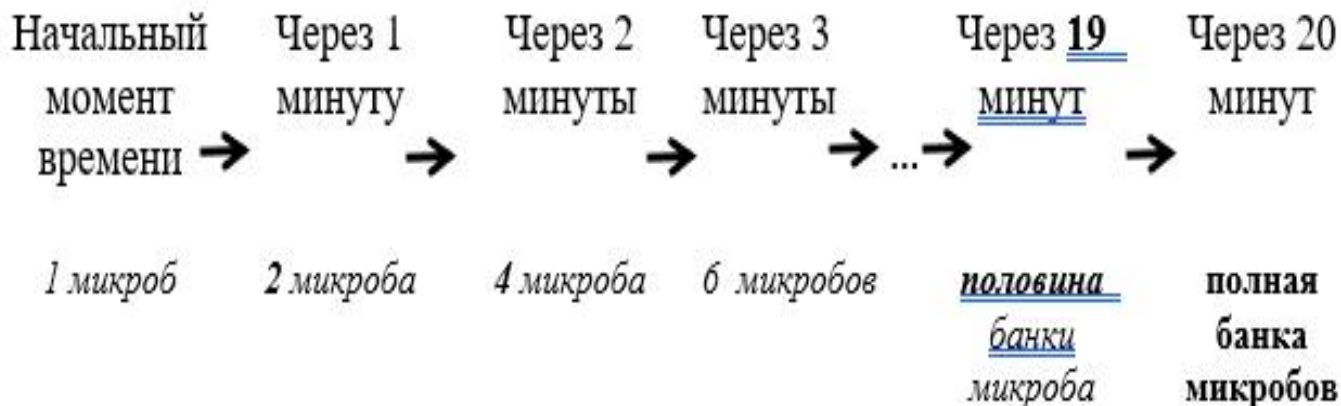 Начальный Через 1 Через 2 Через 3 Через 19 Через 20
момент минуту минуты минуты минут минут
времени → → → → ... → →
1 микроб 2 микроба 4 микроба 6 микробов половина полная
банки банка
микроба микробов